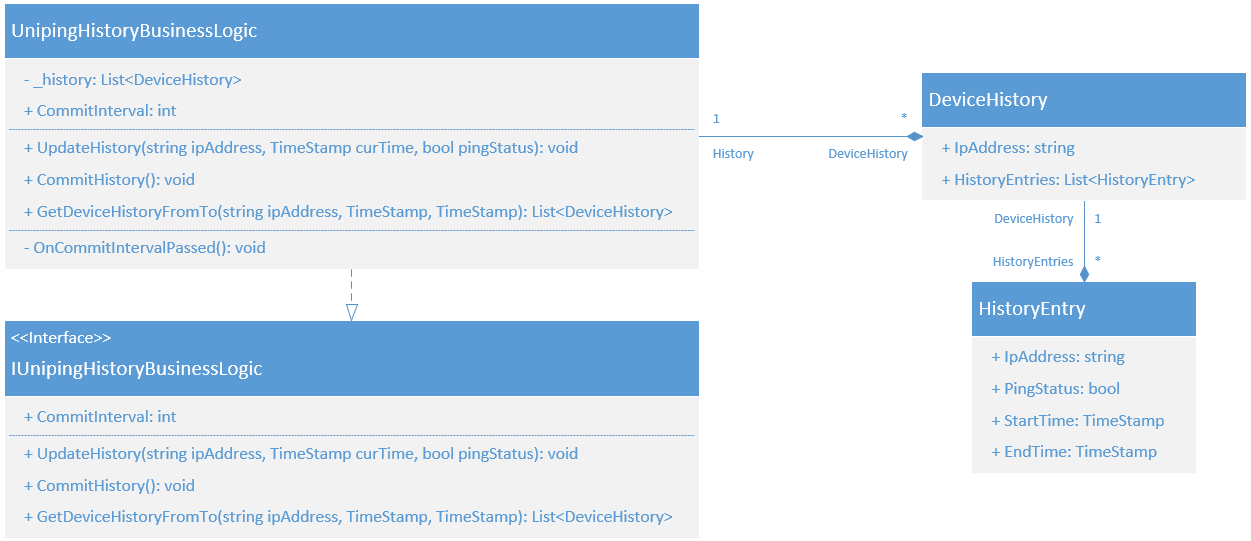 UnipingHistoryBusinessLogic
- _history: List<DeviceHistory>
+ CommitInterval: int
+ UpdateHistory(string ipAddress, TimeStamp curTime, bool pingStatus): void
+ CommitHistory(): void
+ GetDeviceHistoryFromTo(string ipAddress, TimeStamp, TimeStamp): List<DeviceHistory>
- OnCommitIntervalPassed(): void
1
*
History
DeviceHistory
DeviceHistory
+ IpAddress: string
+ HistoryEntries: List<HistoryEntry>
DeviceHistory
1
HistoryEntries
*
HistoryEntry
+ IpAddress: string
+ PingStatus: bool
+ StartTime: TimeStamp
+ EndTime: TimeStamp
<<Interface>>
IUnipingHistoryBusinessLogic
+ CommitInterval: int
+ UpdateHistory(string ipAddress, TimeStamp curTime, bool pingStatus): void
+ CommitHistory(): void
+ GetDeviceHistoryFromTo(string ipAddress, TimeStamp, TimeStamp): List<DeviceHistory>